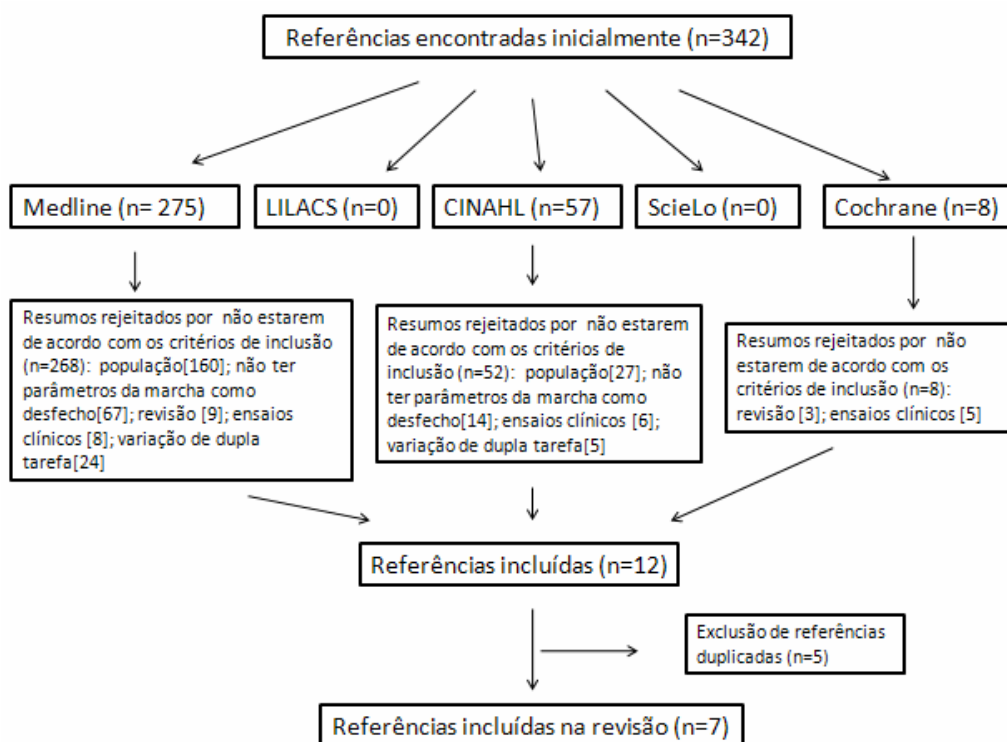 Referências encontradas inicialmente (n=342)
Medline (n= 275)
LILACS (n=0)
CINAHL (n=57)
ScieLo (n=0)
Cochrane (n=8)
Resumos rejeitados por não estarem
de acordo com os critérios de inclusão
(n=268): população[160]; não ter
parâmetros da marcha como
desfecho[67]; revisão [9]; ensaios
clínicos [8]; variação de dupla
tarefa[24]
Resumos rejeitados por não estarem
de acordo com os critérios de
inclusão (n=52): população[27]; não
ter parâmetros da marcha como
desfecho[14]; ensaios clínicos [6];
variação de dupla tarefa[5]
Resumos rejeitados por não
estarem de acordo com os
critérios de inclusão (n=8):
revisão [3]; ensaios clínicos [5]
Referências incluídas (n=12)
Exclusão de referências
duplicadas (n=5)
Referências incluídas na revisão (n=7)